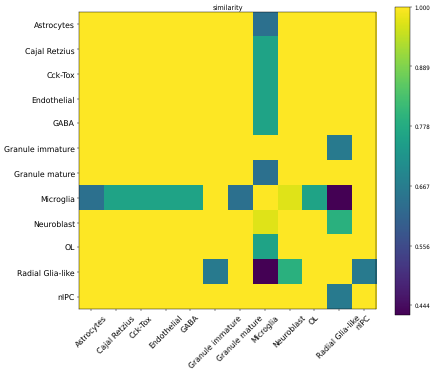 similarity
Astrocytes
Cajal Retzius
Cck-Tox
Endothelial
GABA
Granule immature
Granule mature
Microglia
Neuroblast
OL
Radial Glia-like
nIPC
Astrocytes
Cajal Retzius
Cck-Tox
Endothelial
GABA
Granule immature
Granule mature
Microglia
Neuroblast
OL
Radial Glia-like
nIPC
1.000
0.889
0.778
0.667
0.556
0.444